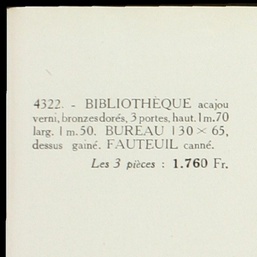 4322. - BIBLIOTHÈQUE acajou
verni, bronzes dorés, 3 portes, haut. 1 m.70
larg. 1 m.50. BUREAU 130 × 65,
dessus gainé. FAUTEUIL canné.
Les 3 pièces : 1.760 Fr.